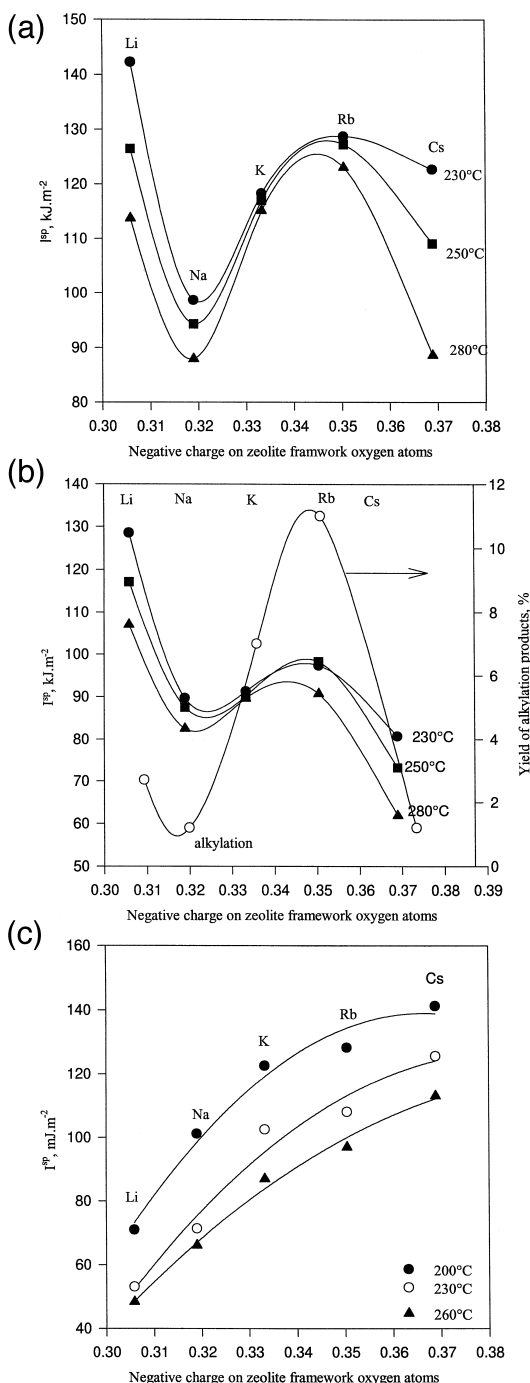 (a)
150
140
130
120
110
100
90
80
I^sp, kJ.m^-2
Li
Na
K
Rb
Cs
230°C
250°C
280°C
0.30 0.31 0.32 0.33 0.34 0.35 0.36 0.37 0.38
Negative charge on zeolite framwork oxygen atoms
(b)
140
130
120
110
100
90
80
70
60
50
I^sp, kJ.m^-2
Li Na K Rb Cs
12
10
8
6
4
2
0
Yield of alkylation products, %
230°C
250°C
280°C
alkylation
0.30 0.31 0.32 0.33 0.34 0.35 0.36 0.37 0.38 0.39
Negative charge on zeolite framework oxygen atoms
(c)
160
140
120
100
80
60
40
I^sp, mJ.m^-2
Li
Na
K
Rb
Cs
200°C
230°C
260°C
0.30 0.31 0.32 0.33 0.34 0.35 0.36 0.37 0.38
Negative charge on zeolite framework oxygen atoms